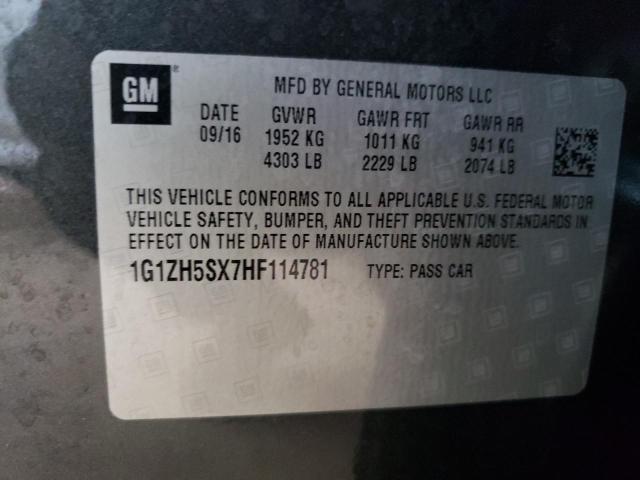 GM ® MFD BY GENERAL MOTORS LLC
DATE GVWR GAWR FRT GAWR RR
09/16 1952 KG 1011 KG 941 KG
4303 LB 2229 LB 2074 LB
THIS VEHICLE CONFORMS TO ALL APPLICABLE U.S. FEDERAL MOTOR
VEHICLE SAFETY, BUMPER, AND THEFT PREVENTION STANDARDS IN
EFFECT ON THE DATE OF MANUFACTURE SHOWN ABOVE.
1G1ZH5SX7HF114781 TYPE: PASS CAR